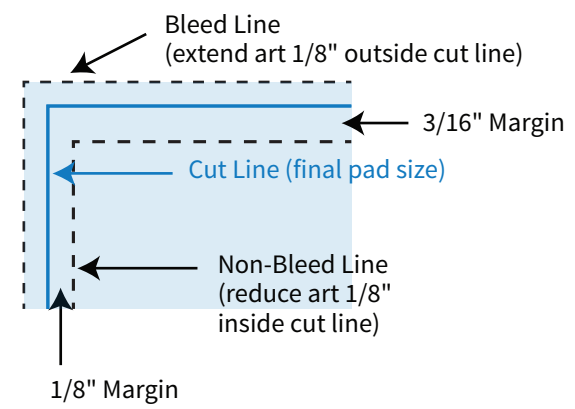 Bleed Line
(extend art 1/8" outside cut line)
3/16" Margin
Cut Line (final pad size)
Non-Bleed Line
(reduce art 1/8"
inside cut line)
1/8" Margin